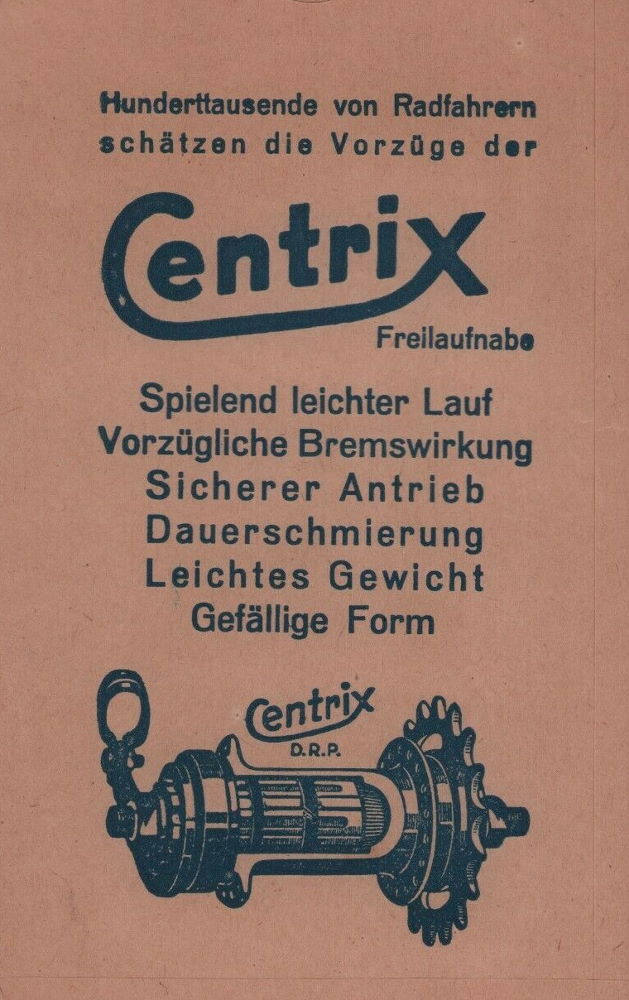 Hunderttausende von Radfahrern
schätzen die Vorzüge der
Centrix
Freilaufnabe
Spielend leichter Lauf
Vorzügliche Bremswirkung
Sicherer Antrieb
Dauerschmierung
Leichtes Gewicht
Gefällige Form
Centrix
D.R.P.